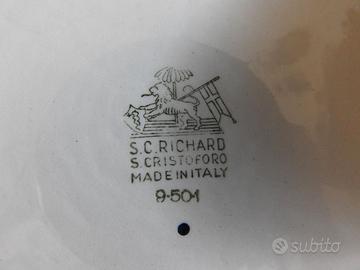 S.C. RICHARD
S. CRISTOFORO
MADE IN ITALY
9-501
subito